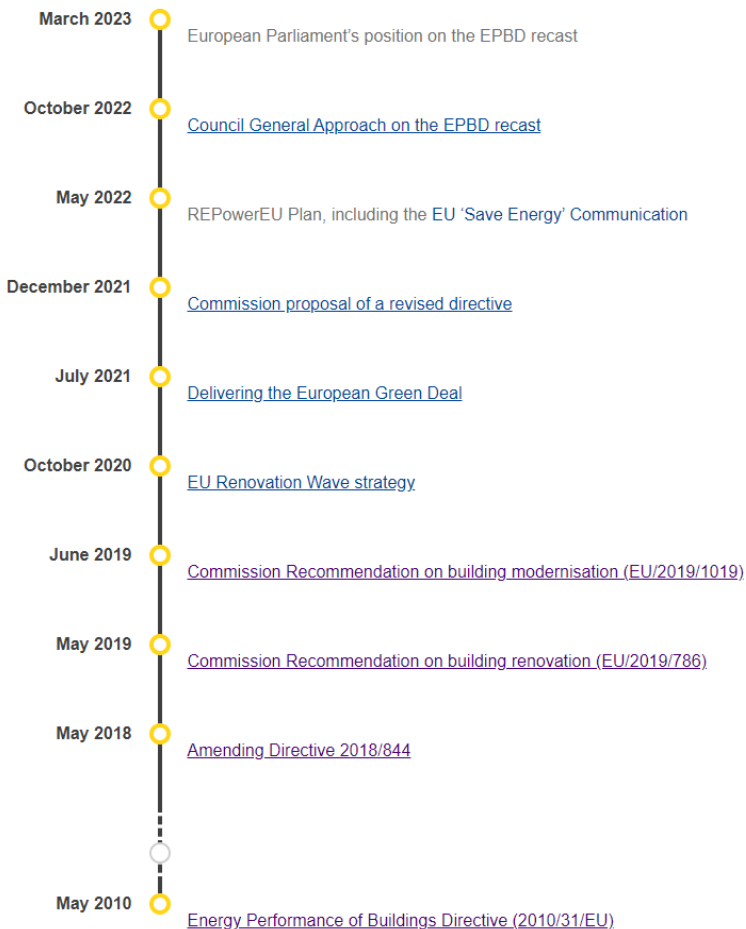 March 2023
European Parliament's position on the EPBD recast
October 2022
Council General Approach on the EPBD recast
May 2022
REPowerEU Plan, including the EU ‘Save Energy’ Communication
December 2021
Commission proposal of a revised directive
July 2021
Delivering the European Green Deal
October 2020
EU Renovation Wave strategy
June 2019
Commission Recommendation on building modernisation (EU/2019/1019)
May 2019
Commission Recommendation on building renovation (EU/2019/786)
May 2018
Amending Directive 2018/844
May 2010
Energy Performance of Buildings Directive (2010/31/EU)